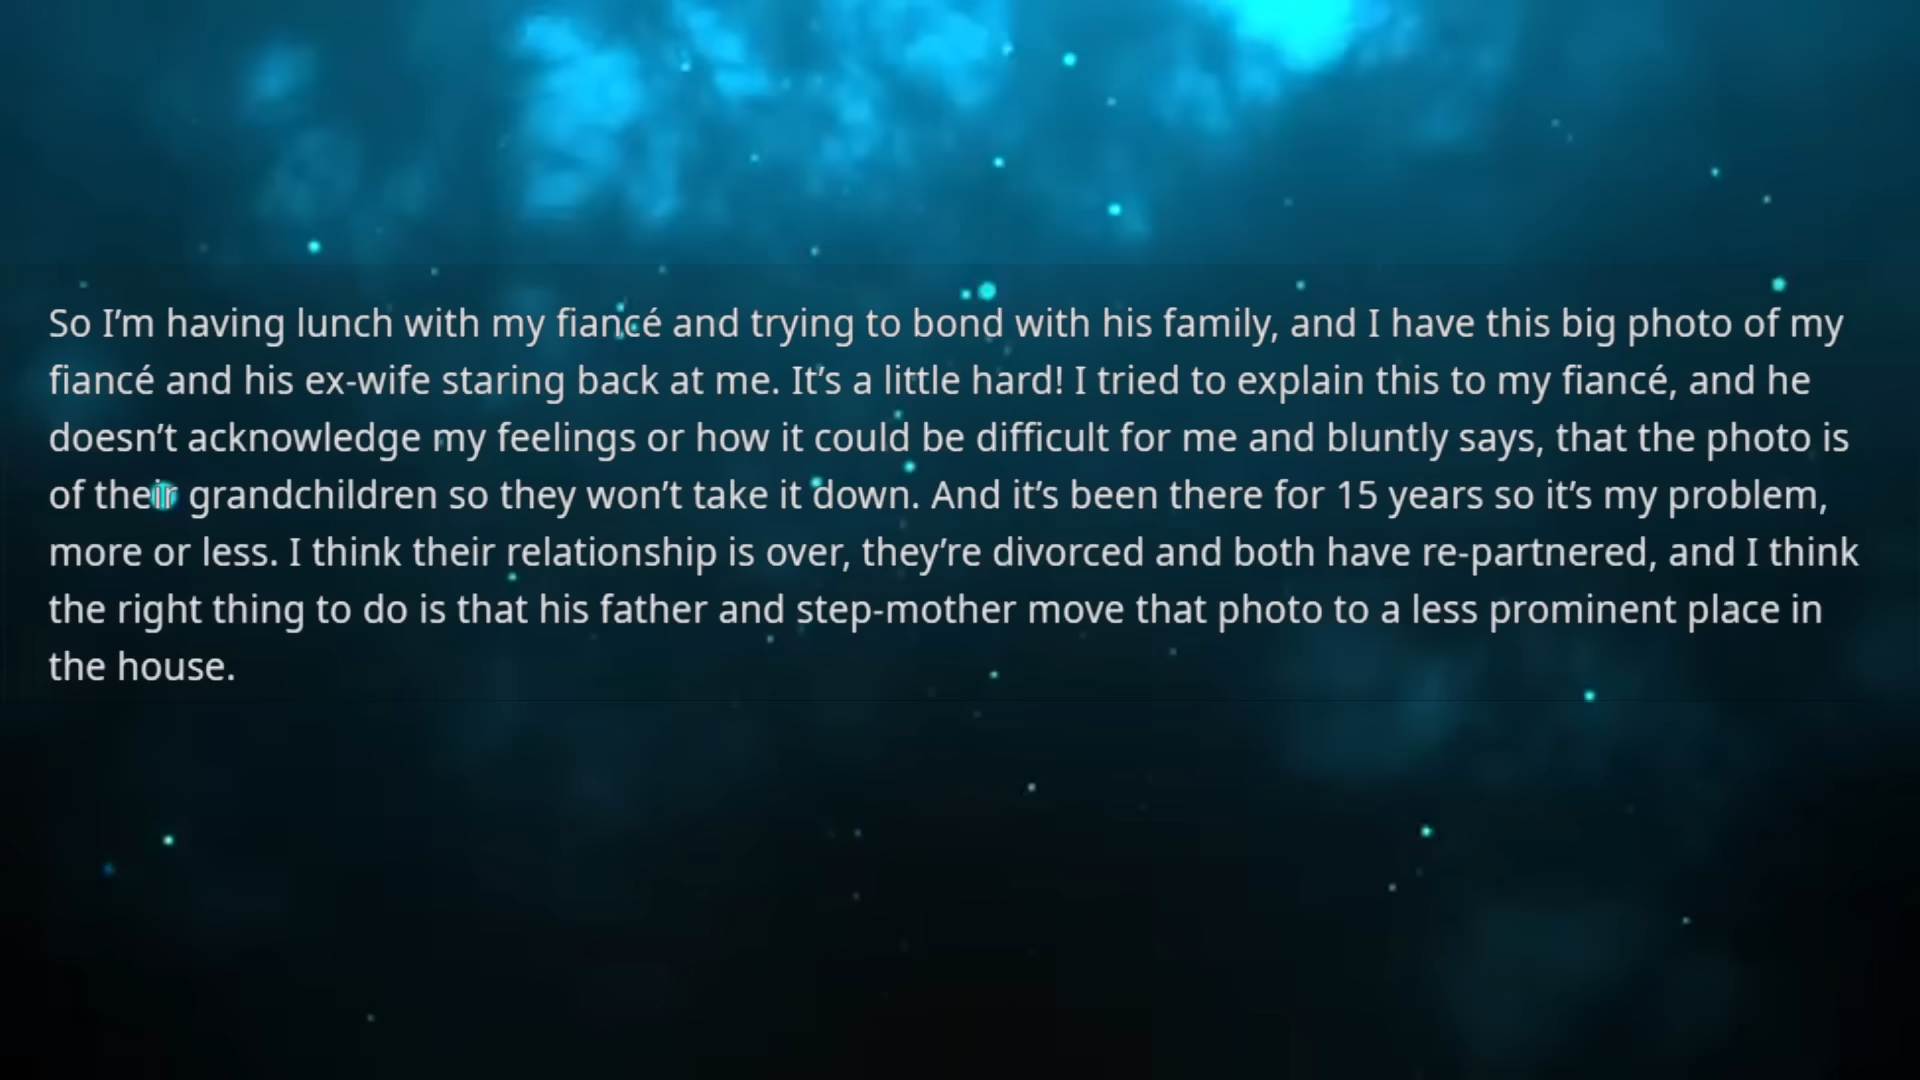 So I’m having lunch with my fiancé and trying to bond with his family, and I have this big photo of my
fiancé and his ex-wife staring back at me. It’s a little hard! I tried to explain this to my fiancé, and he
doesn’t acknowledge my feelings or how it could be difficult for me and bluntly says, that the photo is
of their grandchildren so they won’t take it down. And it’s been there for 15 years so it’s my problem,
more or less. I think their relationship is over, they’re divorced and both have re-partnered, and I think
the right thing to do is that his father and step-mother move that photo to a less prominent place in
the house.